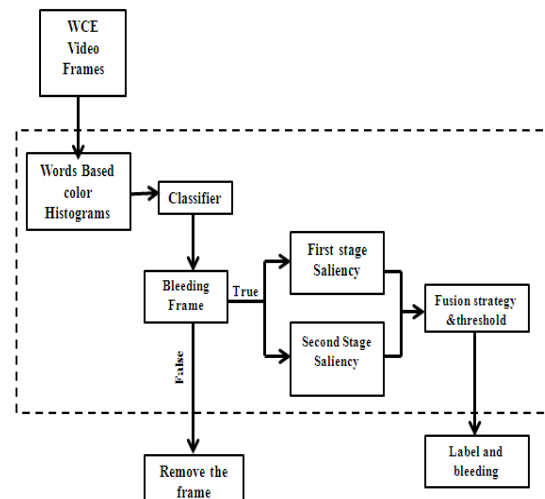 WCE
Video
Frames
Words Based
color
Histograms
Classifier
Bleeding
Frame
True
First stage
Saliency
Second Stage
Saliency
Fusion strategy
&threshold
False
Remove the
frame
Label and
bleeding